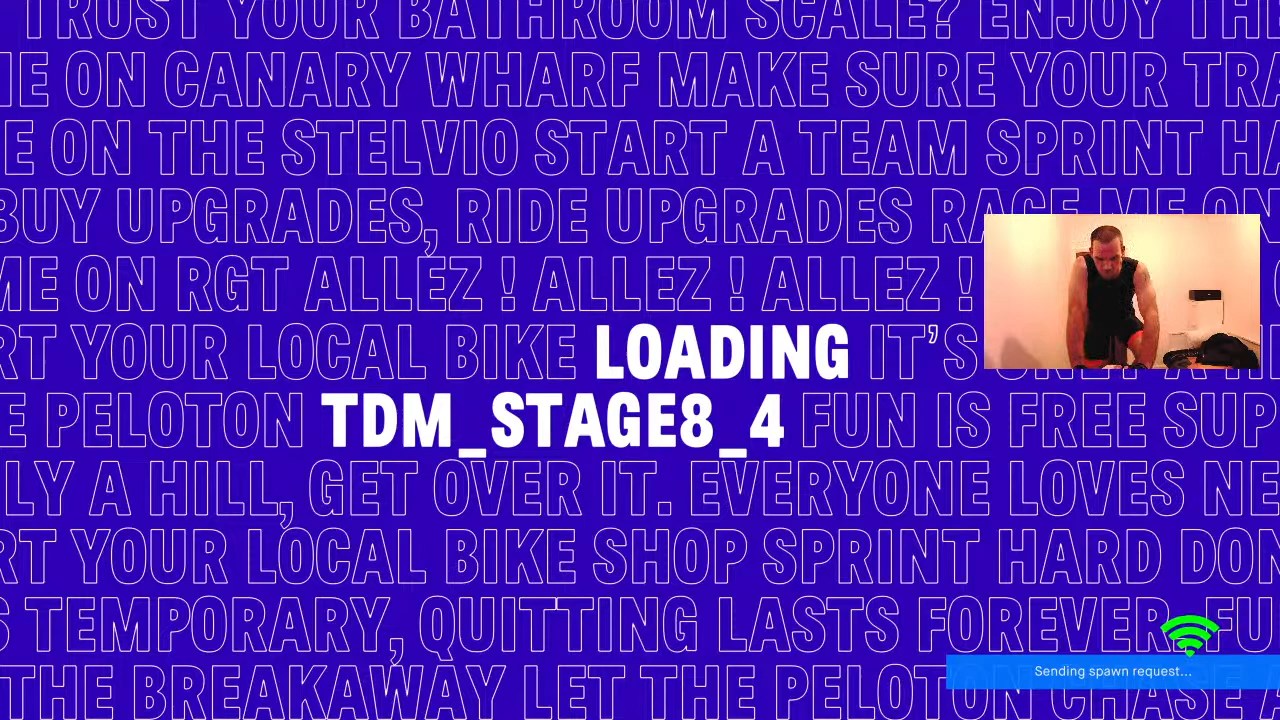 TRUST YOUR BATHROOM SCALE? ENJOY THE
ME ON CANARY WHARF MAKE SURE YOUR TRA
E ON THE STELVIO START A TEAM SPRINT HA
BUY UPGRADES, RIDE UPGRADES RACE ME ON
ME ON RGT ALLEZ ! ALLEZ ! ALLEZ !
RT YOUR LOCAL BIKE LOADING IT’S ONLY A HI
E PELOTON TDM_STAGE8_4 FUN IS FREE SUP
LY A HILL, GET OVER IT. EVERYONE LOVES NE
RT YOUR LOCAL BIKE SHOP SPRINT HARD DON
S TEMPORARY, QUITTING LASTS FOREVER FU
THE BREAKAWAY LET THE PELOTON CHASE A
Sending spawn request...